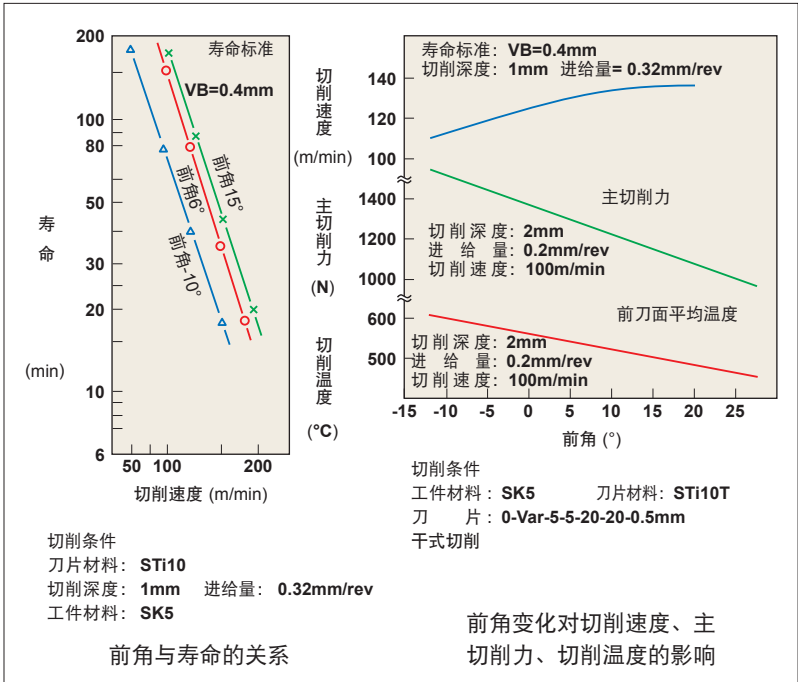 200
100
80
50
30
20
10
6
寿
命
(min)
寿命标准
VB=0.4mm
前角15°
前角6°
前角-10°
50 100 200
切削速度 (m/min)
切削条件
刀片材料： STi10
切削深度： 1mm 进给量： 0.32mm/rev
工件材料： SK5
前角与寿命的关系
切削速度
(m/min)
主切削力
(N)
切削温度
(°C)
140
120
100
1400
1200
1000
600
500
寿命标准：VB=0.4mm
切削深度：1mm 进给量= 0.32mm/rev
主切削力
切削深度：2mm
进 给 量：0.2mm/rev
切削速度：100m/min
前刀面平均温度
切削深度：2mm
进 给 量：0.2mm/rev
切削速度：100m/min
-15 -10 -5 0 5 10 15 20 25
前角 (°)
切削条件
工件材料： SK5 刀片材料：STi10T
刀 片：0-Var-5-5-20-20-0.5mm
干式切削
前角变化对切削速度、主
切削力、切削温度的影响